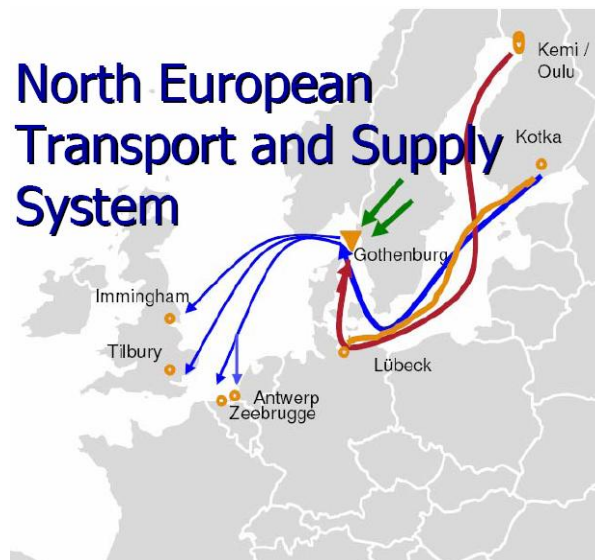 North European
Transport and Supply
System
Kemi /
Oulu
Kotka
Gothenburg
Immingham
Tilbury
Lübeck
Antwerp
Zeebrugge